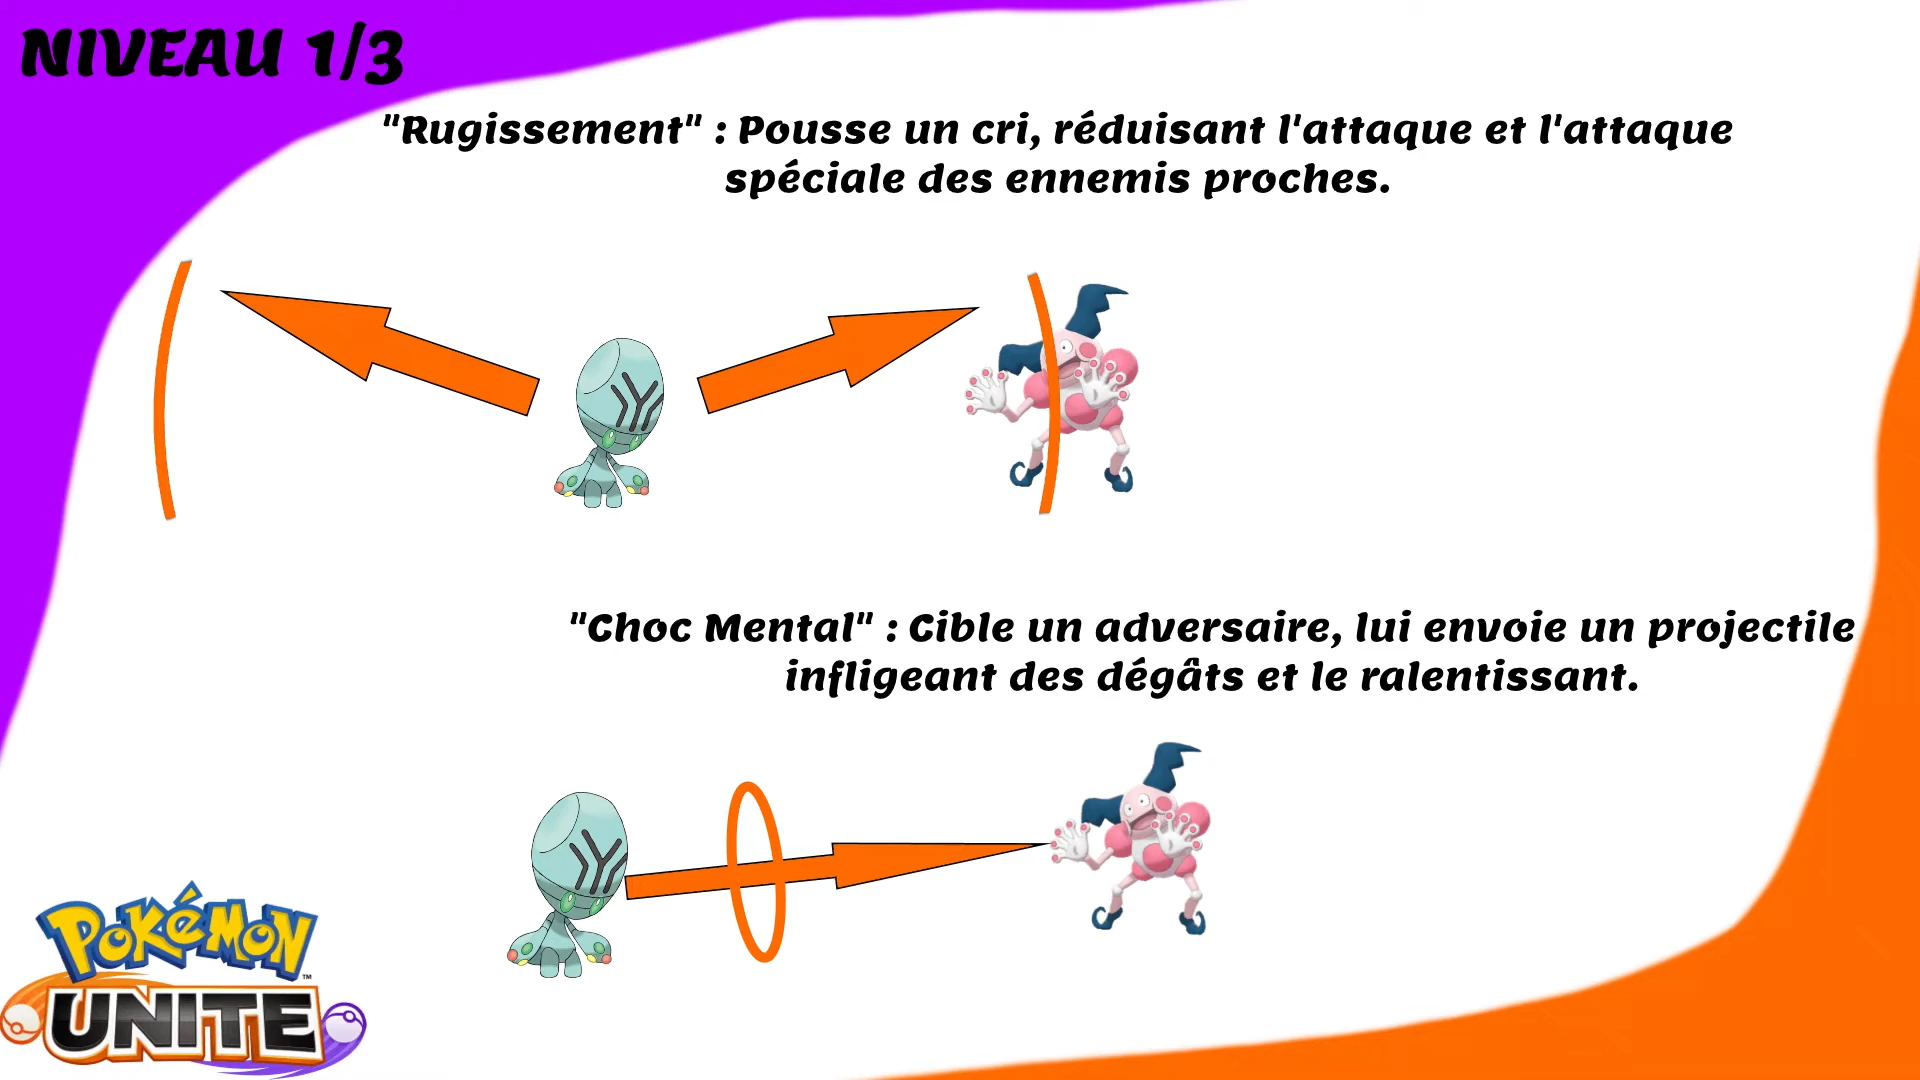 NIVEAU 1/3
"Rugissement" : Pousse un cri, réduisant l'attaque et l'attaque
spéciale des ennemis proches.
"Choc Mental" : Cible un adversaire, lui envoie un projectile
infligeant des dégâts et le ralentissant.
POKéMON
™
UNITE